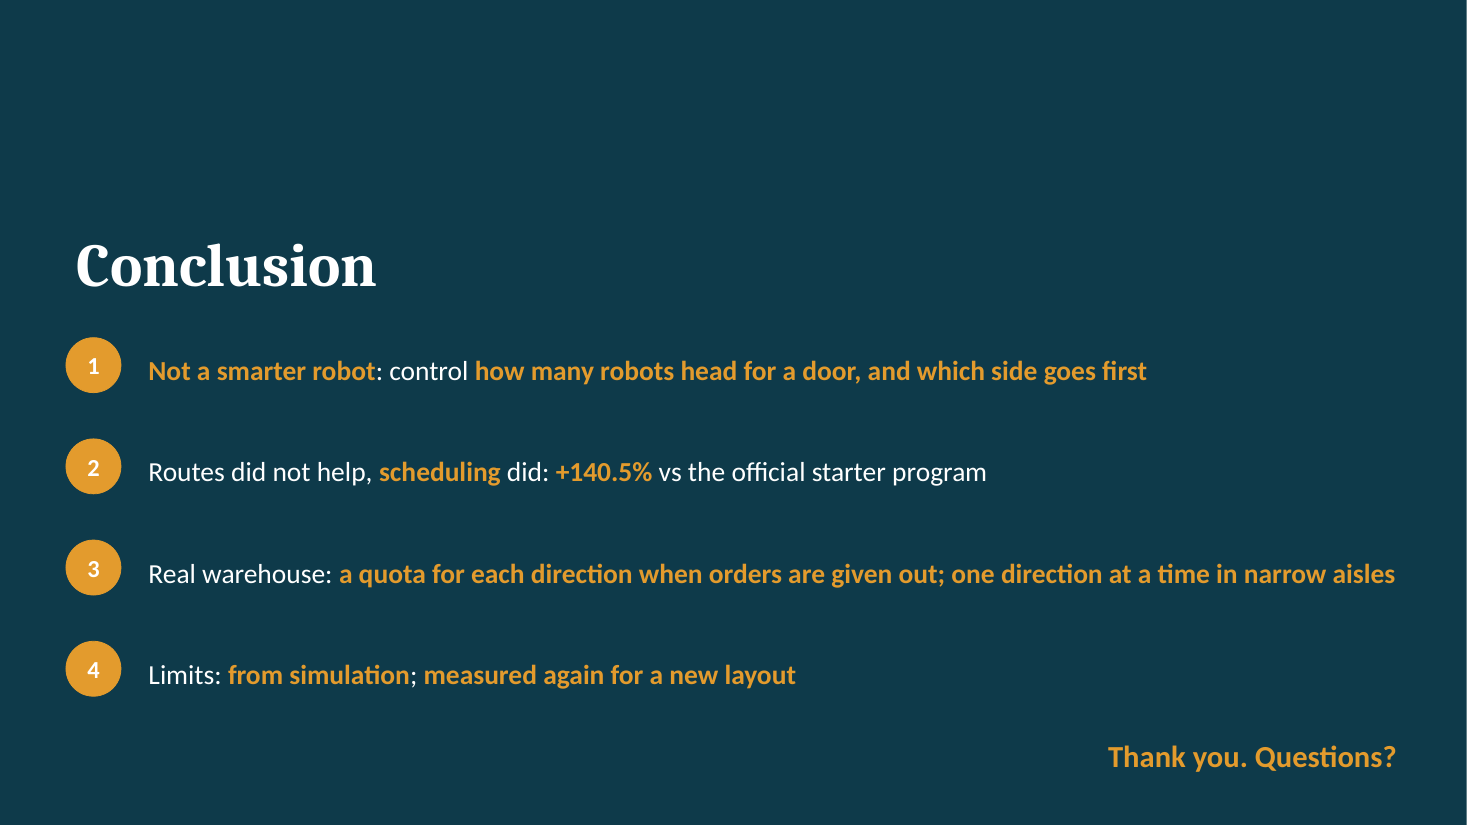 Conclusion
1 Not a smarter robot: control how many robots head for a door, and which side goes first
2 Routes did not help, scheduling did: +140.5% vs the official starter program
3 Real warehouse: a quota for each direction when orders are given out; one direction at a time in narrow aisles
4 Limits: from simulation; measured again for a new layout
Thank you. Questions?